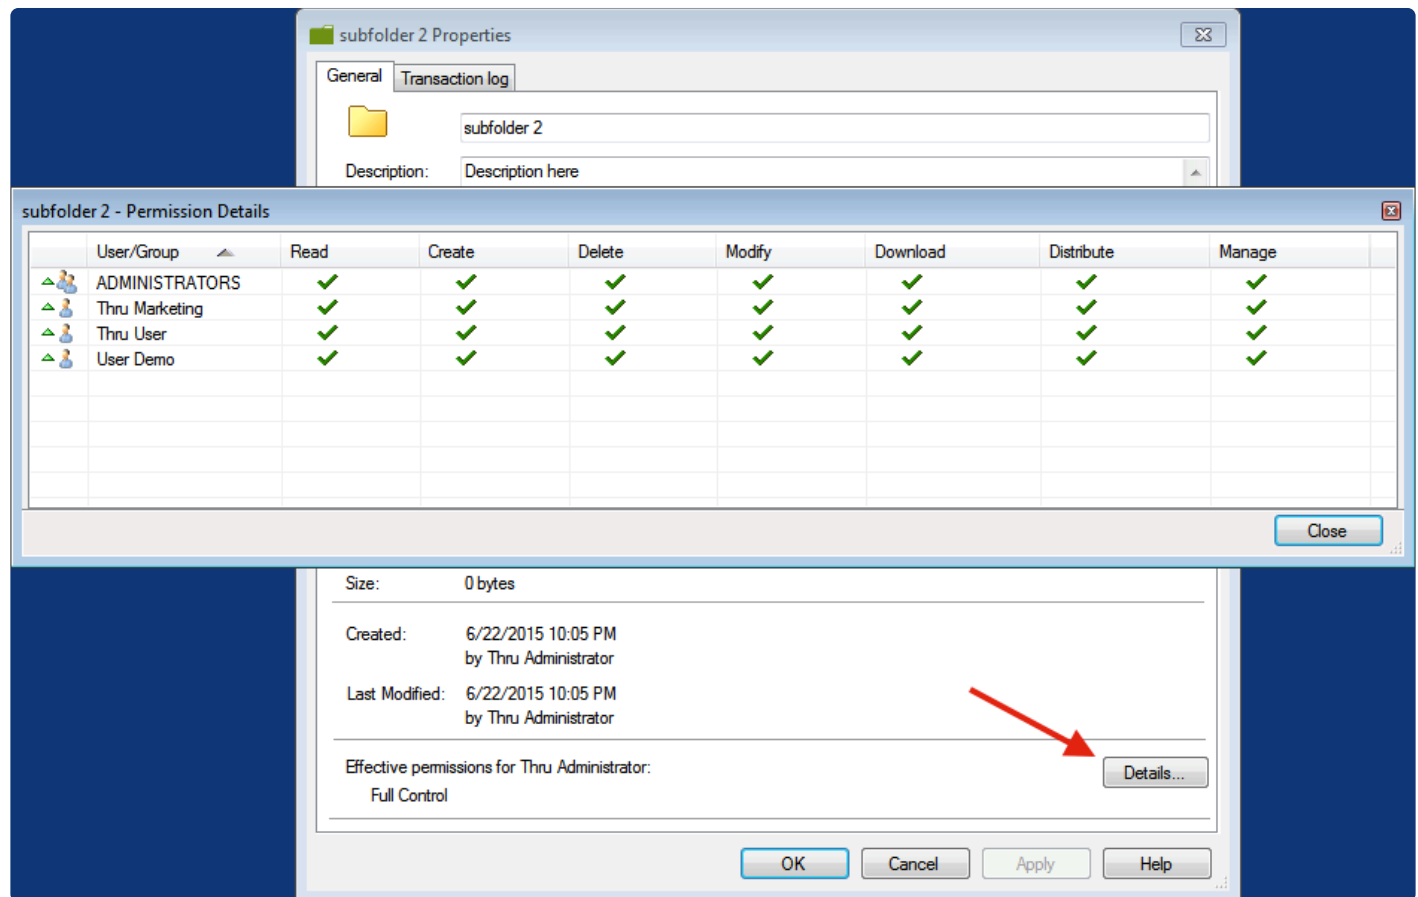 subfolder 2 Properties
General Transaction log
subfolder 2
Description: Description here
subfolder 2 - Permission Details
User/Group Read Create Delete Modify Download Distribute Manage
ADMINISTRATORS
Thru Marketing
Thru User
User Demo
Close
Size: 0 bytes
Created: 6/22/2015 10:05 PM
by Thru Administrator
Last Modified: 6/22/2015 10:05 PM
by Thru Administrator
Effective permissions for Thru Administrator:
Details...
Full Control
OK Cancel Apply Help